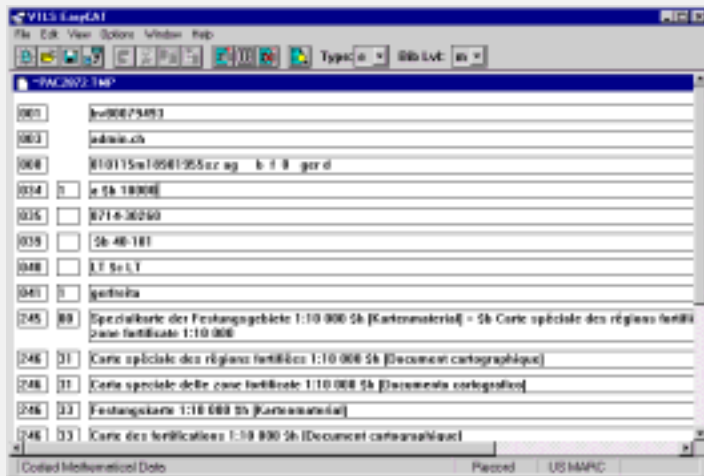 VTLS EasyCAT
File Edit View Options Window Help
Type: e Bib Lvl: m
~PAC2072.TMP
001 bv00079493
003 admin.ch
008 010115m18901955sz ag b f 0 ger d
034 1 a $b 10000
035 0714-30260
039 $b 40-101
040 LT $c LT
041 1 gerfreita
245 00 Spezialkarte der Festungsgebiete 1:10 000 $h [Kartenmaterial] = $b Carte spéciale des régions fortifi
zone fortificate 1:10 000
246 31 Carte spéciale des régions fortifiées 1:10 000 $h [Document cartographique]
246 31 Carta speciale delle zone fortificate 1:10 000 $h [Documento cartografico]
246 33 Festungskarte 1:10 000 $h [Kartenmaterial]
246 33 Carte des fortifications 1:10 000 $h [Document cartographique]
Coded Mathematical Data Record US MARC